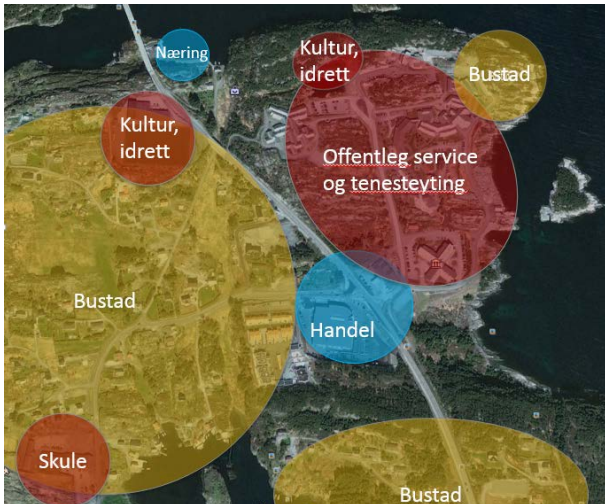 Næring
Kultur,
idrett
Bustad
Kultur,
idrett
Offentleg service
og tenesteyting
Bustad
Handel
Skule
Bustad